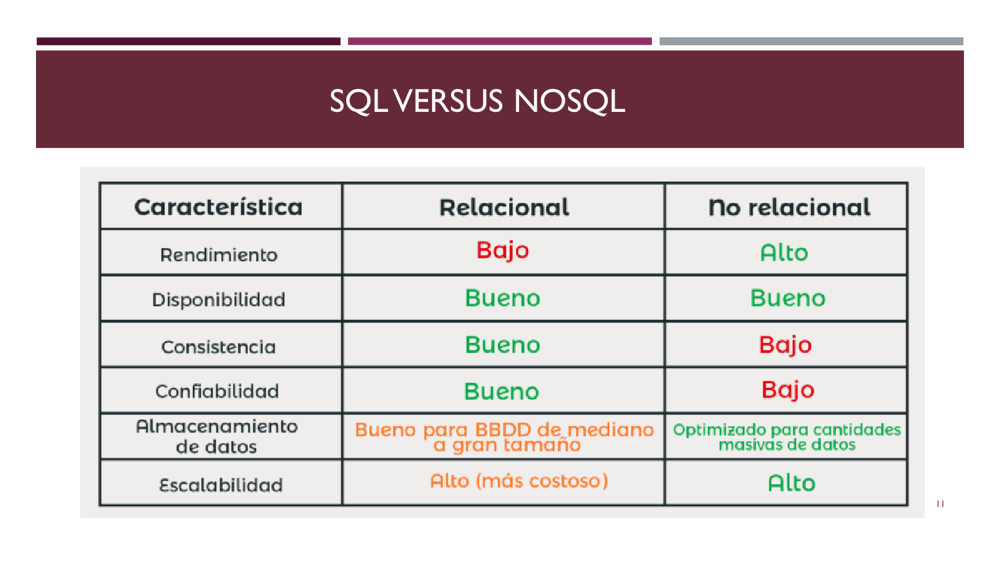 SQL VERSUS NOSQL
Característica
Relacional
No relacional
Rendimiento
Bajo
Alto
Disponibilidad
Bueno
Bueno
Consistencia
Bueno
Bajo
Confiabilidad
Bueno
Bajo
Almacenamiento
de datos
Bueno para BBDD de mediano
a gran tamaño
Optimizado para cantidades
masivas de datos
Escalabilidad
Alto (más costoso)
Alto
11